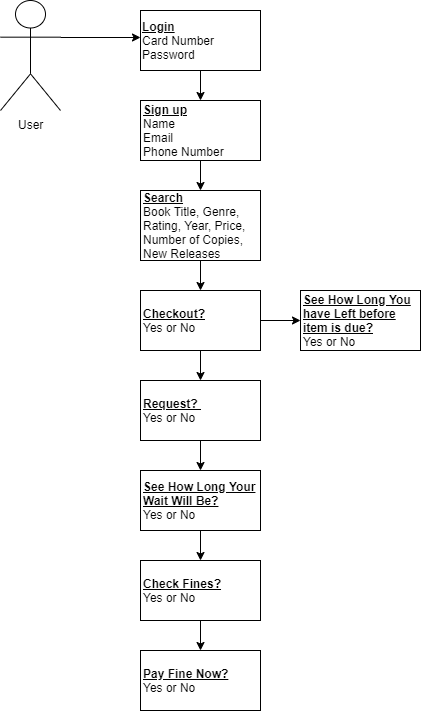 User
Login
Card Number
Password
Sign up
Name
Email
Phone Number
Search
Book Title, Genre,
Rating, Year, Price,
Number of Copies,
New Releases
Checkout?
Yes or No
See How Long You
have Left before
item is due?
Yes or No
Request?
Yes or No
See How Long Your
Wait Will Be?
Yes or No
Check Fines?
Yes or No
Pay Fine Now?
Yes or No